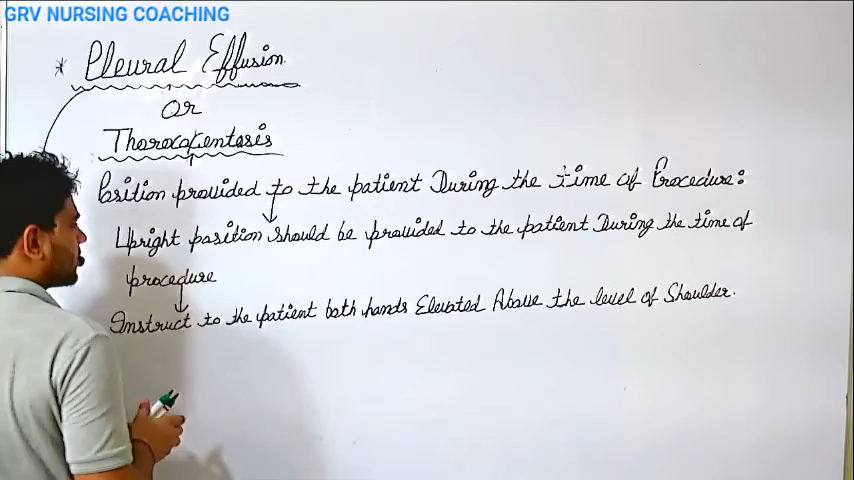 GRV NURSING COACHING
* Pleural Effusion
Or
Thoracocentasis
Position provided to the patient During the time of Procedure:
Upright position should be provided to the patient During the time of
procedure
Instruct to the patient both hands Elevated Above the level of Shoulder.